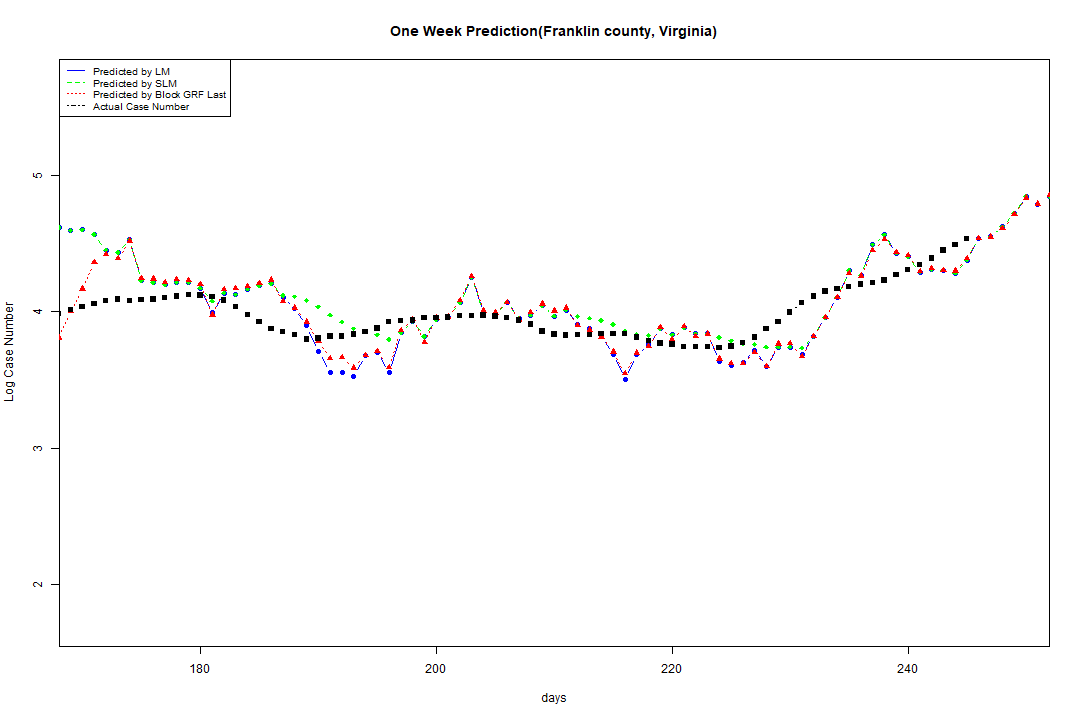 One Week Prediction(Franklin county, Virginia)
Predicted by LM
Predicted by SLM
Predicted by Block GRF Last
Actual Case Number
5
4
3
2
Log Case Number
180 200 220 240
days